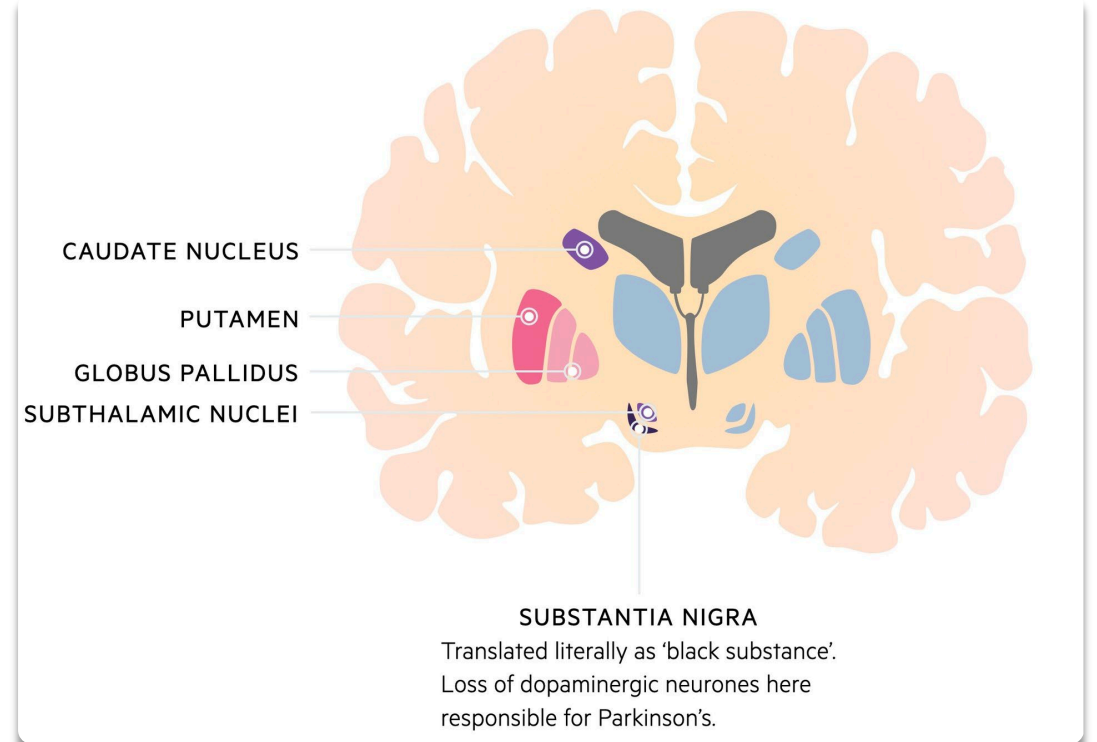 CAUDATE NUCLEUS
PUTAMEN
GLOBUS PALLIDUS
SUBTHALAMIC NUCLEI
SUBSTANTIA NIGRA
Translated literally as ‘black substance’.
Loss of dopaminergic neurones here
responsible for Parkinson’s.